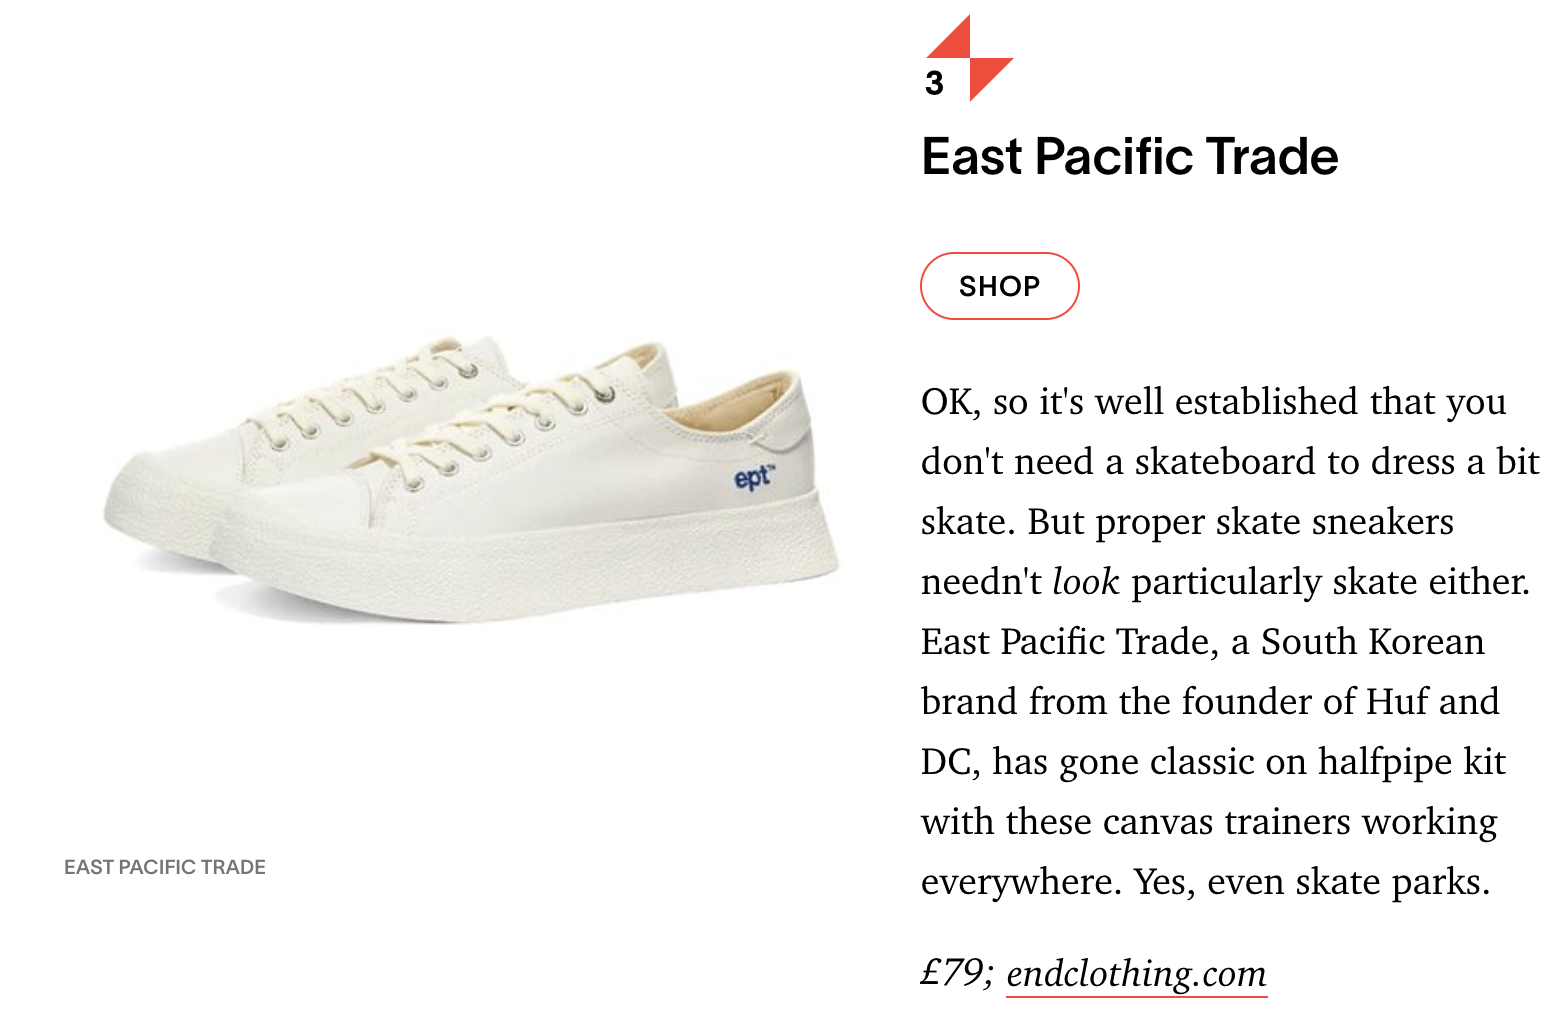 3
East Pacific Trade
SHOP
OK, so it's well established that you
don't need a skateboard to dress a bit
skate. But proper skate sneakers
needn't look particularly skate either.
East Pacific Trade, a South Korean
brand from the founder of Huf and
DC, has gone classic on halfpipe kit
with these canvas trainers working
everywhere. Yes, even skate parks.
£79; endclothing.com
ept™
EAST PACIFIC TRADE